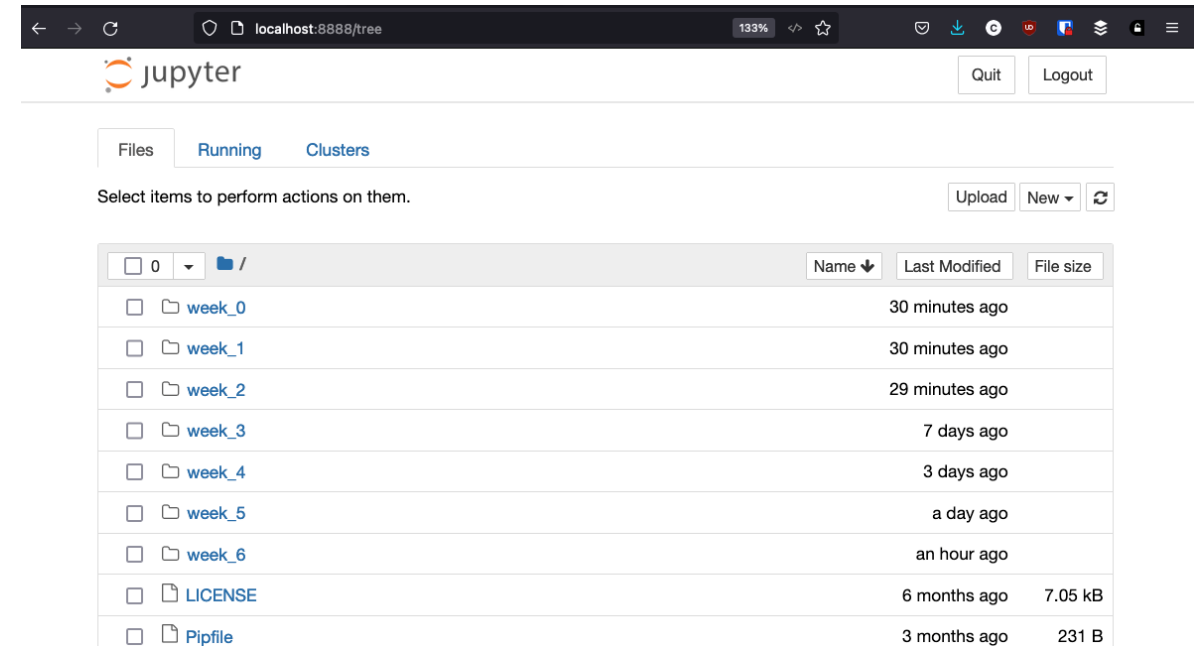 localhost:8888/tree 133%
jupyter Quit Logout
Files Running Clusters
Select items to perform actions on them. Upload New
0 / Name Last Modified File size
week_0 30 minutes ago
week_1 30 minutes ago
week_2 29 minutes ago
week_3 7 days ago
week_4 3 days ago
week_5 a day ago
week_6 an hour ago
LICENSE 6 months ago 7.05 kB
Pipfile 3 months ago 231 B